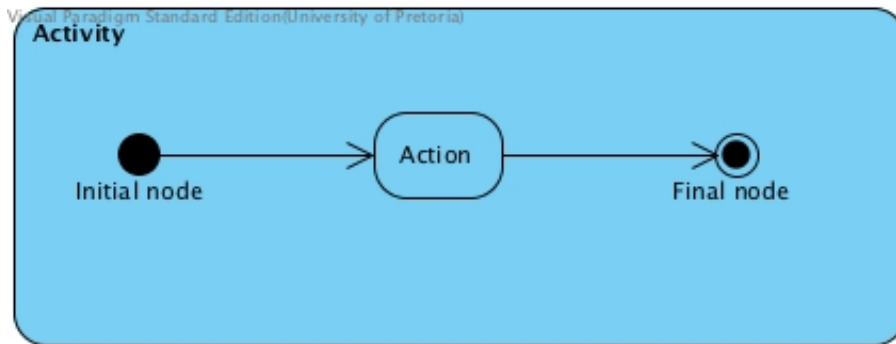 Visual Paradigm Standard Edition(University of Pretoria)
Activity
Action
Initial node
Final node